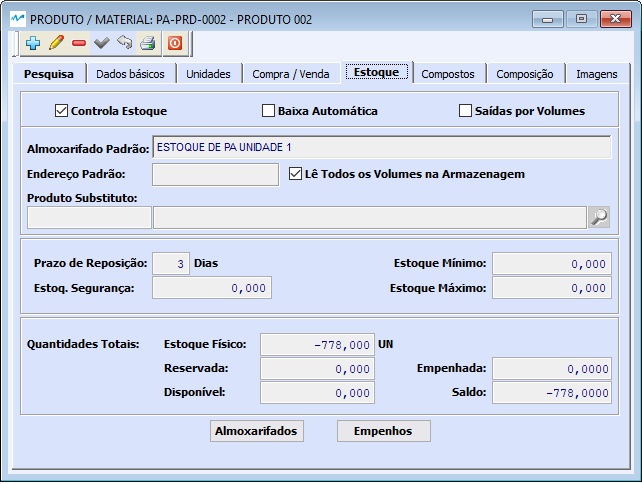 PRODUTO / MATERIAL: PA-PRD-0002 - PRODUTO 002
Pesquisa Dados básicos Unidades Compra / Venda Estoque Compostos Composição Imagens
Controla Estoque Baixa Automática Saídas por Volumes
Almoxarifado Padrão: ESTOQUE DE PA UNIDADE 1
Endereço Padrão: Lê Todos os Volumes na Armazenagem
Produto Substituto:
Prazo de Reposição: 3 Dias Estoque Mínimo: 0,000
Estoq. Segurança: 0,000 Estoque Máximo: 0,000
Quantidades Totais: Estoque Físico: -778,000 UN
Reservada: 0,000 Empenhada: 0,0000
Disponível: 0,000 Saldo: -778,0000
Almoxarifados Empenhos